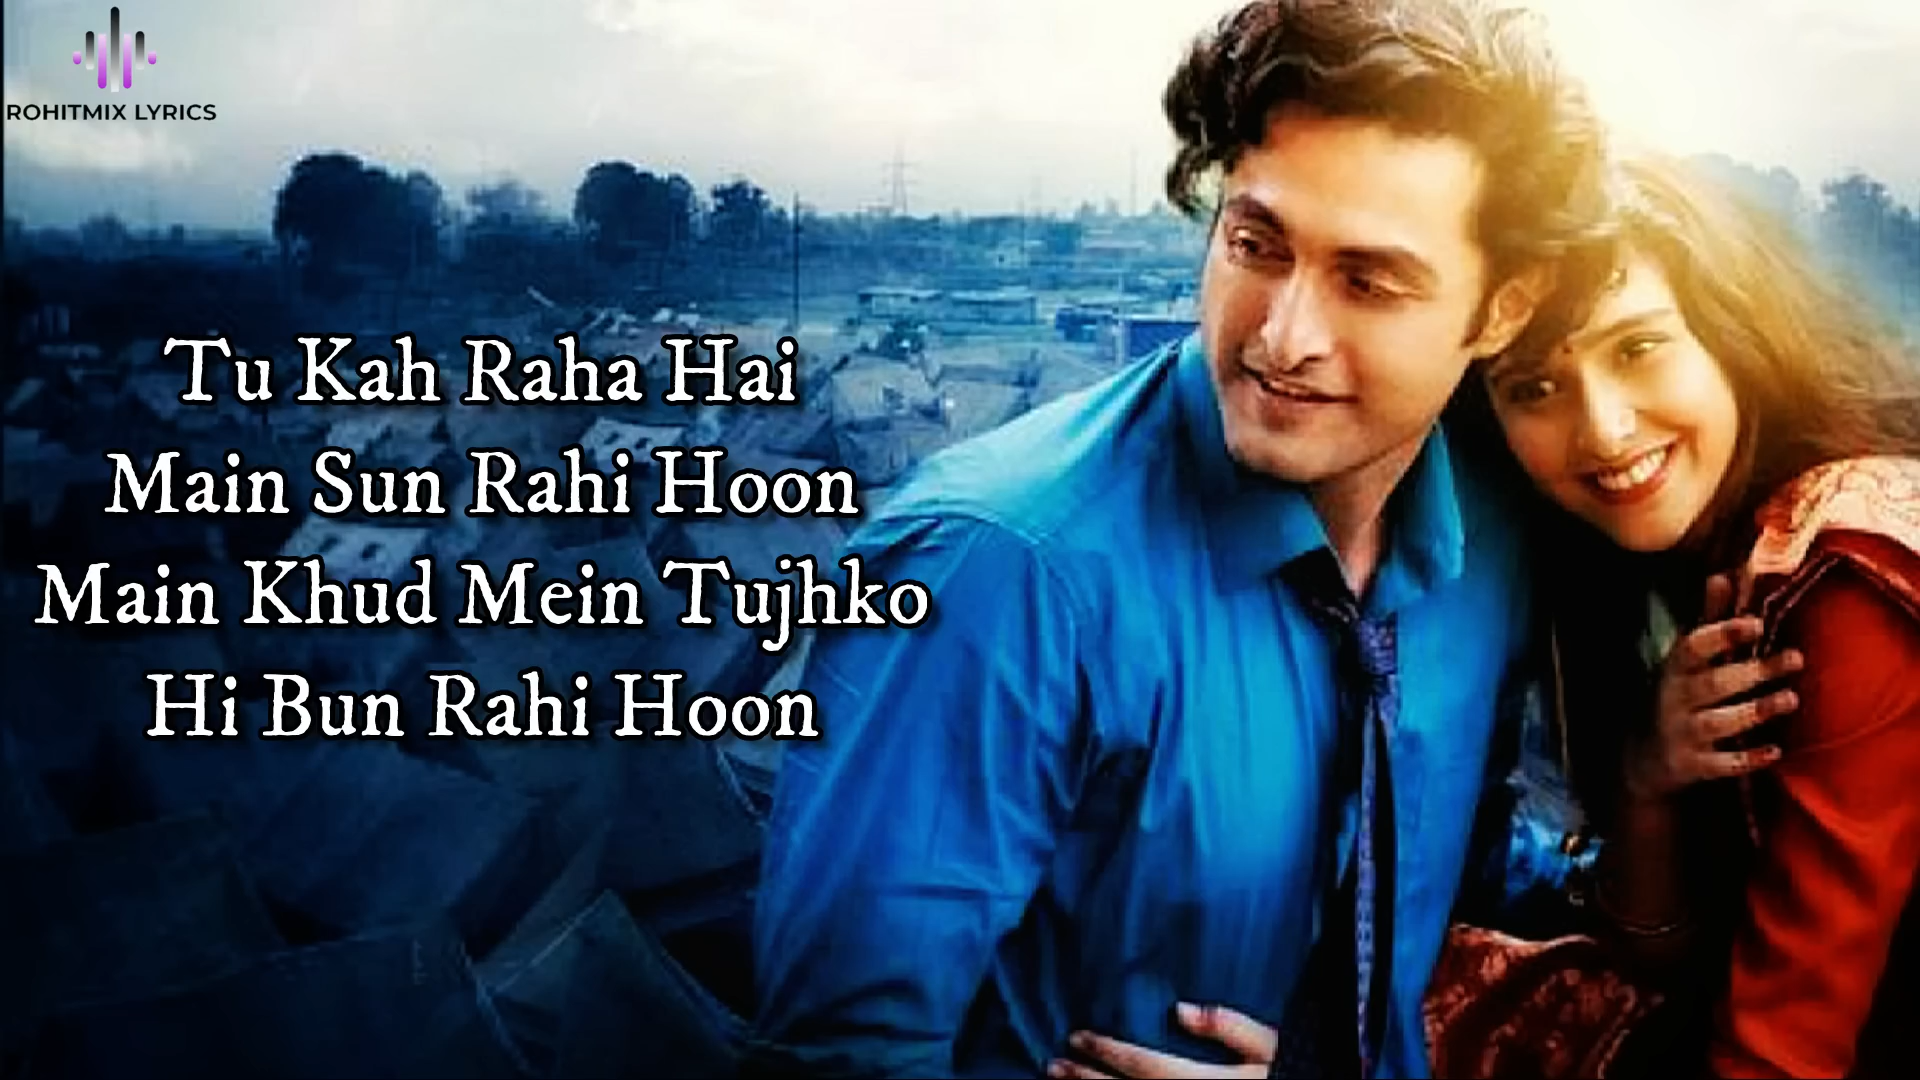 ROHITMIX LYRICS
Tu Kah Raha Hai
Main Sun Rahi Hoon
Main Khud Mein Tujhko
Hi Bun Rahi Hoon